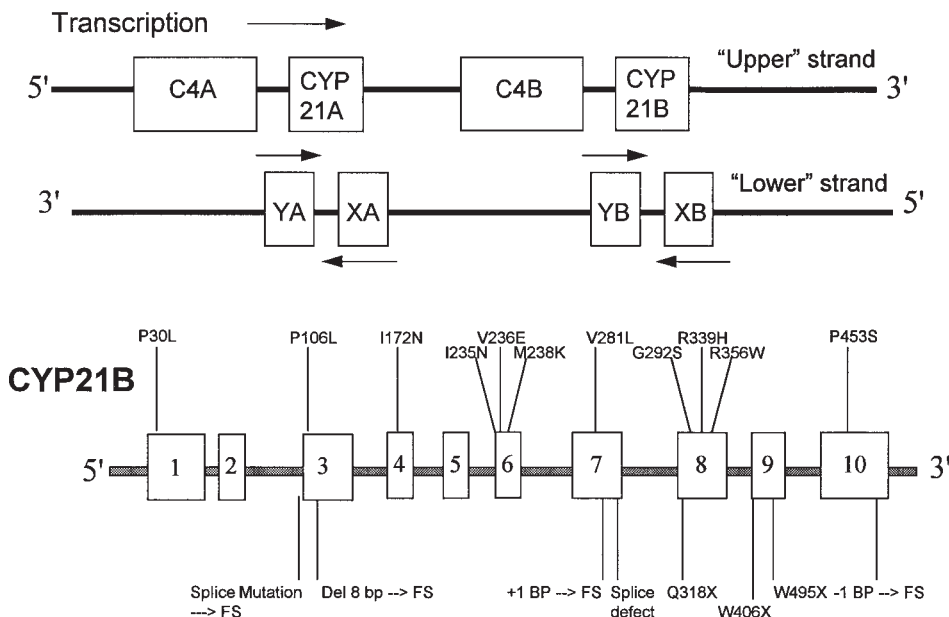 Transcription
5' C4A CYP 21A C4B CYP 21B "Upper" strand 3'
3' YA XA YB XB "Lower" strand 5'
P30L P106L I172N V236E V281L R339H P453S
I235N M238K G292S R356W
CYP21B
5' 1 2 3 4 5 6 7 8 9 10 3'
Splice Mutation Del 8 bp --> FS +1 BP --> FS Splice Q318X W495X -1 BP --> FS
---> FS defect W406X